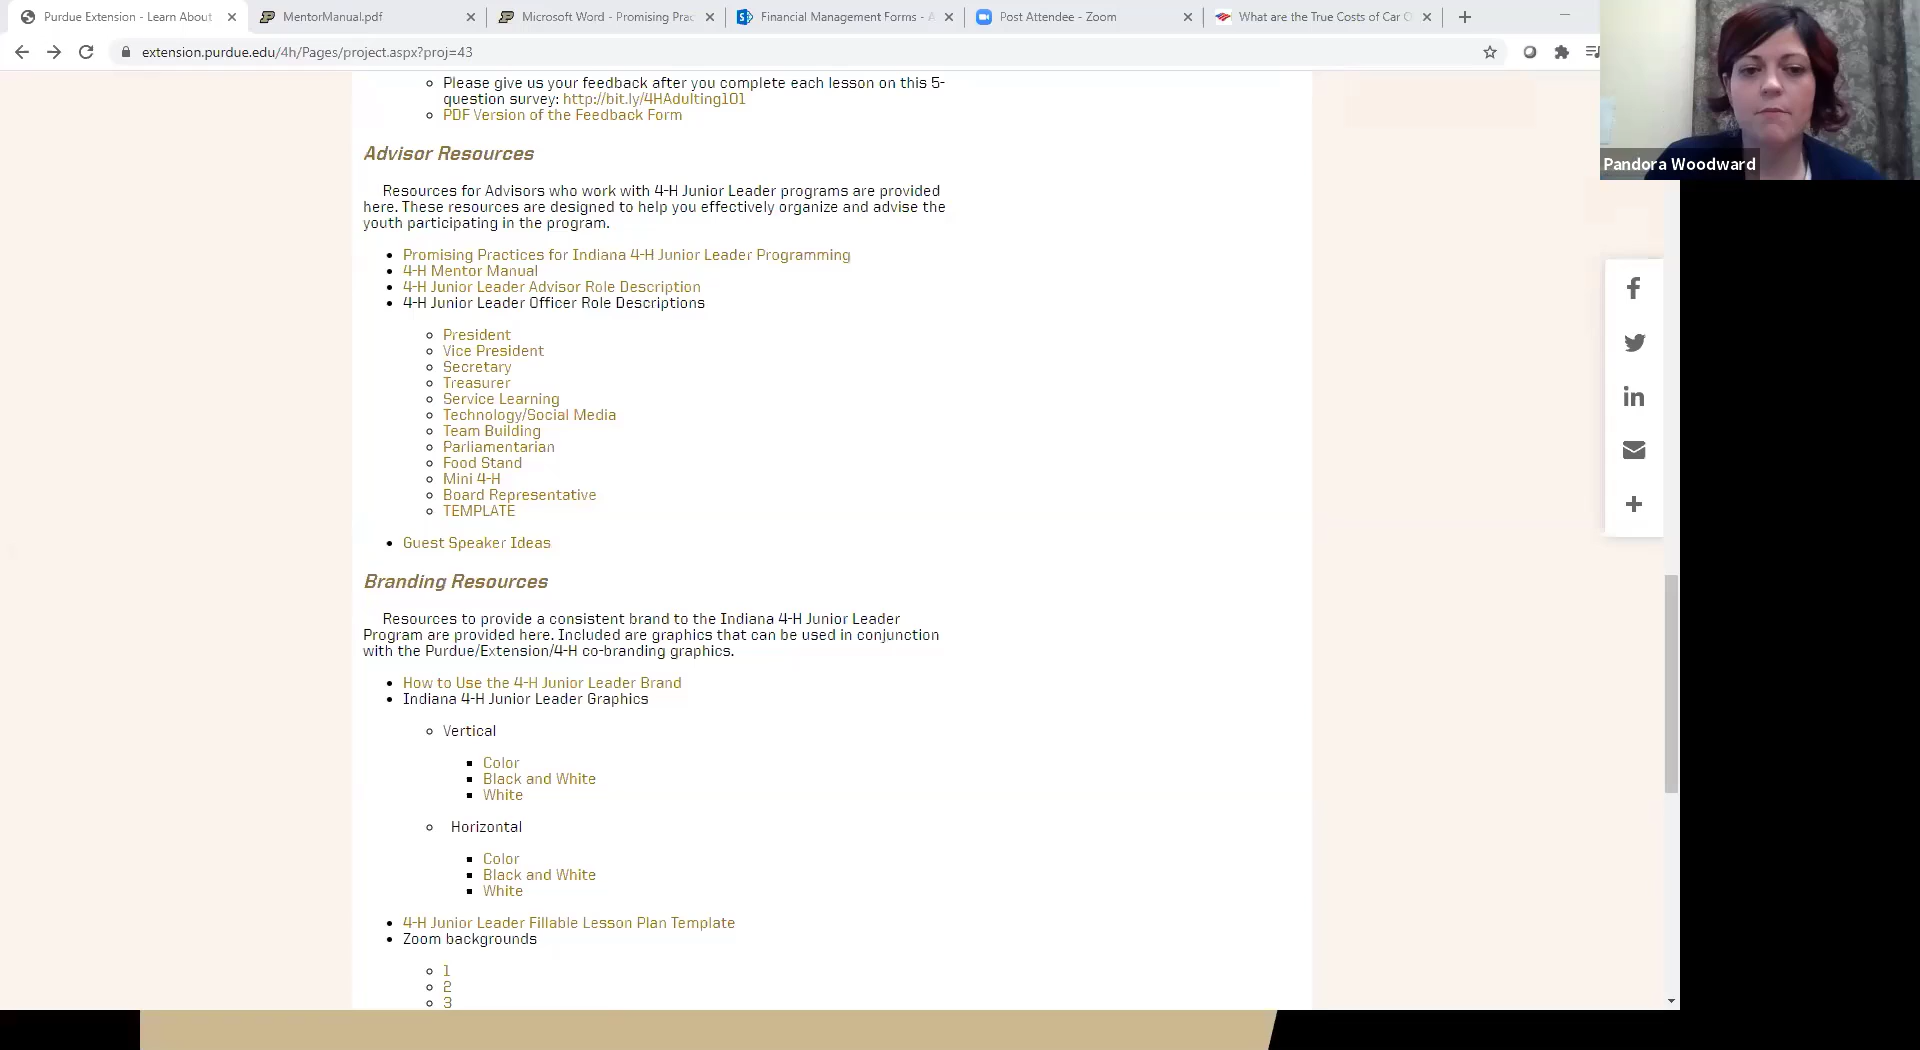 Purdue Extension - Learn About
MentorManual.pdf
Microsoft Word - Promising Prac
Financial Management Forms - A
Post Attendee - Zoom
What are the True Costs of Car O
extension.purdue.edu/4h/Pages/project.aspx?proj=43
Pandora Woodward
Please give us your feedback after you complete each lesson on this 5-
question survey: http://bit.ly/4HAdulting101
PDF Version of the Feedback Form
Advisor Resources
Resources for Advisors who work with 4-H Junior Leader programs are provided
here. These resources are designed to help you effectively organize and advise the
youth participating in the program.
Promising Practices for Indiana 4-H Junior Leader Programming
4-H Mentor Manual
4-H Junior Leader Advisor Role Description
4-H Junior Leader Officer Role Descriptions
President
Vice President
Secretary
Treasurer
Service Learning
Technology/Social Media
Team Building
Parliamentarian
Food Stand
Mini 4-H
Board Representative
TEMPLATE
Guest Speaker Ideas
Branding Resources
Resources to provide a consistent brand to the Indiana 4-H Junior Leader
Program are provided here. Included are graphics that can be used in conjunction
with the Purdue/Extension/4-H co-branding graphics.
How to Use the 4-H Junior Leader Brand
Indiana 4-H Junior Leader Graphics
Vertical
Color
Black and White
White
Horizontal
Color
Black and White
White
4-H Junior Leader Fillable Lesson Plan Template
Zoom backgrounds
1
2
3